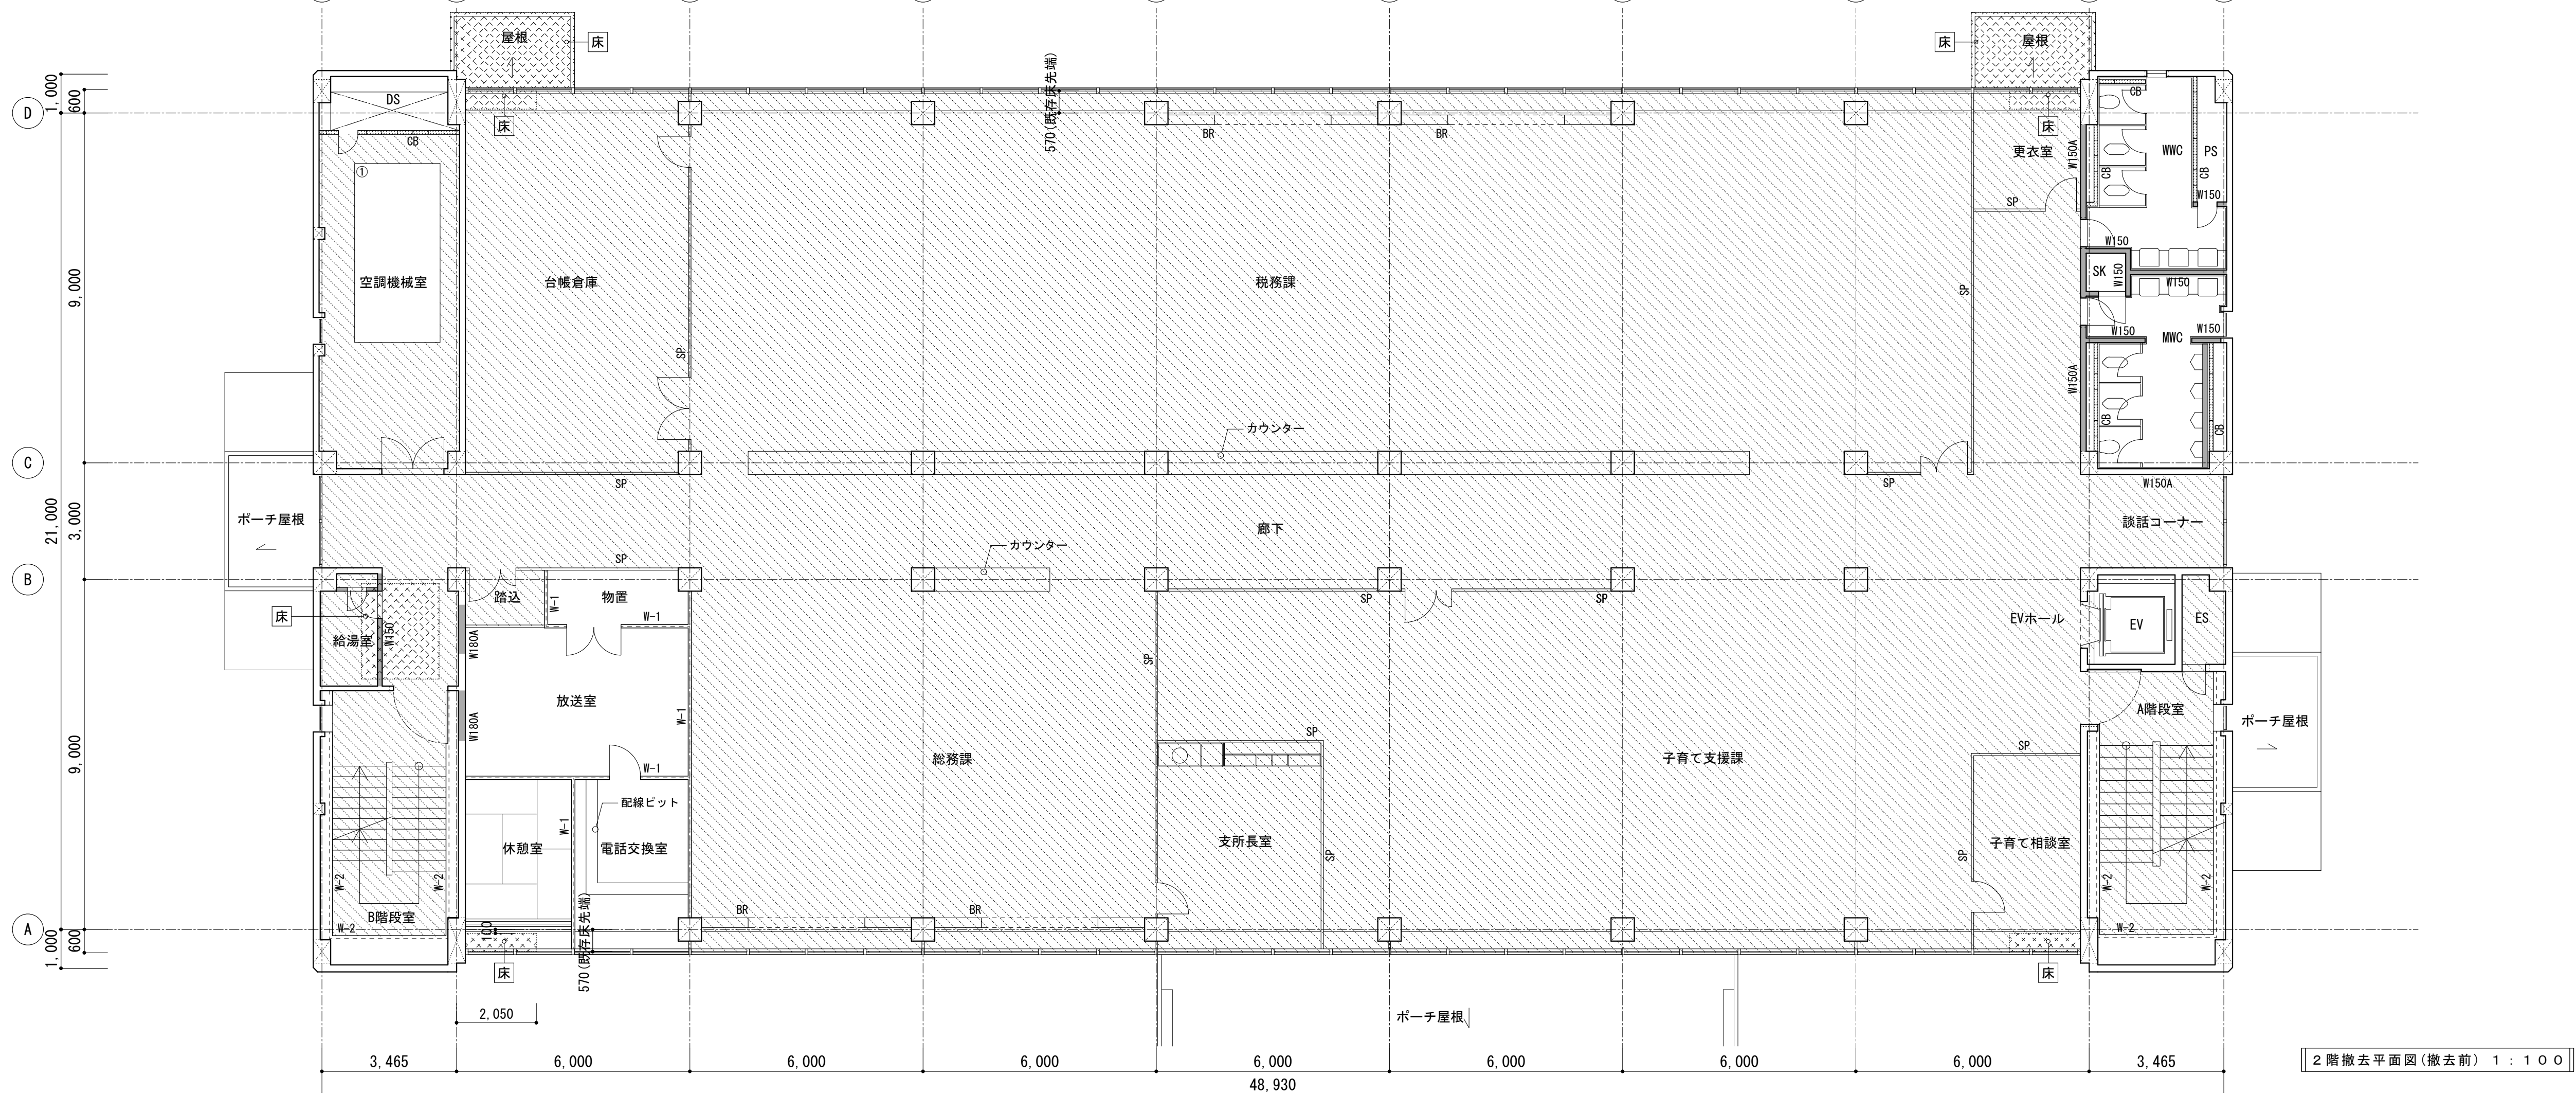 屋根
床
床
屋根
1,000
600
570(既存床先端)
DS
CB
D
床
BR
BR
床
更衣室
W150A
CB
WWC
PS
CB
CB
W150
①
SP
空調機械室
台帳倉庫
税務課
SP
SP
W150
SK
W150
W150
9,000
W150
MWC
W150
W150A
CB
CB
カウンター
C
SP
SP
W150A
21,000
3,000
ポーチ屋根
廊下
談話コーナー
カウンター
SP
B
踏込
W-1
物置
W-1
SP
SP
床
給湯室
W150
W180A
EVホール
EV
ES
SP
放送室
W-1
W180A
A階段室
ポーチ屋根
SP
SP
9,000
W-1
総務課
子育て支援課
配線ピット
W-1
休憩室
電話交換室
支所長室
SP
SP
子育て相談室
W-2
W-2
W-2
W-2
B階段室
W-2
BR
BR
W-2
A
600
1,000
100
570(既存床先端)
床
床
2,050
ポーチ屋根
3,465
6,000
6,000
6,000
6,000
6,000
6,000
6,000
3,465
48,930
2階撤去平面図(撤去前) 1:100